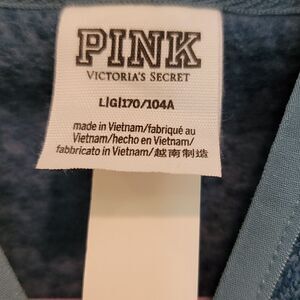 PINK
VICTORIA'S SECRET
L|G|170/104A
made in Vietnam/fabriqué au
Vietnam/hecho en Vietnam/
fabbricato in Vietnam/越南制造